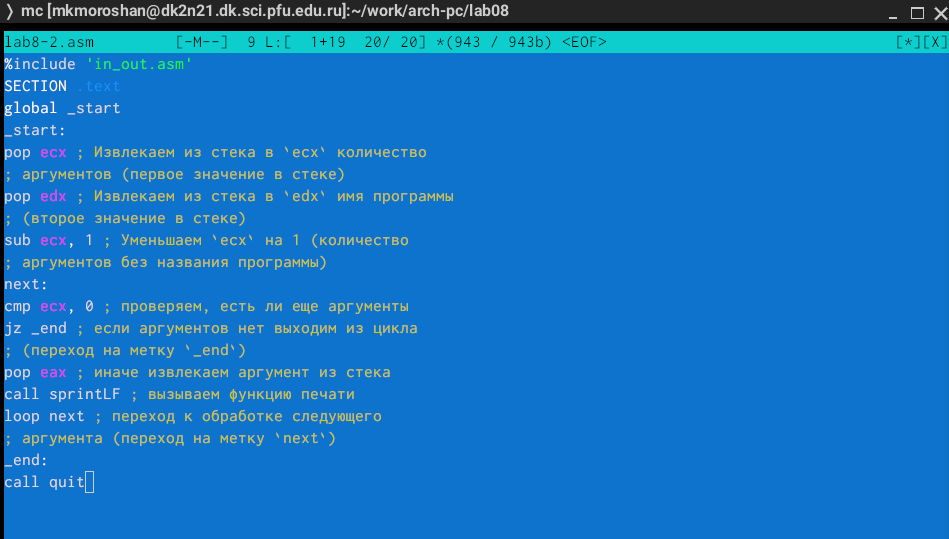 ❭ mc [mkmoroshan@dk2n21.dk.sci.pfu.edu.ru]:~/work/arch-pc/lab08
lab8-2.asm [-M--] 9 L:[ 1+19 20/ 20] *(943 / 943b) <EOF> [*][X]
%include 'in_out.asm'
SECTION .text
global _start
_start:
pop ecx ; Извлекаем из стека в `ecx` количество
; аргументов (первое значение в стеке)
pop edx ; Извлекаем из стека в `edx` имя программы
; (второе значение в стеке)
sub ecx, 1 ; Уменьшаем `ecx` на 1 (количество
; аргументов без названия программы)
next:
cmp ecx, 0 ; проверяем, есть ли еще аргументы
jz _end ; если аргументов нет выходим из цикла
; (переход на метку `_end`)
pop eax ; иначе извлекаем аргумент из стека
call sprintLF ; вызываем функцию печати
loop next ; переход к обработке следующего
; аргумента (переход на метку `next`)
_end:
call quit